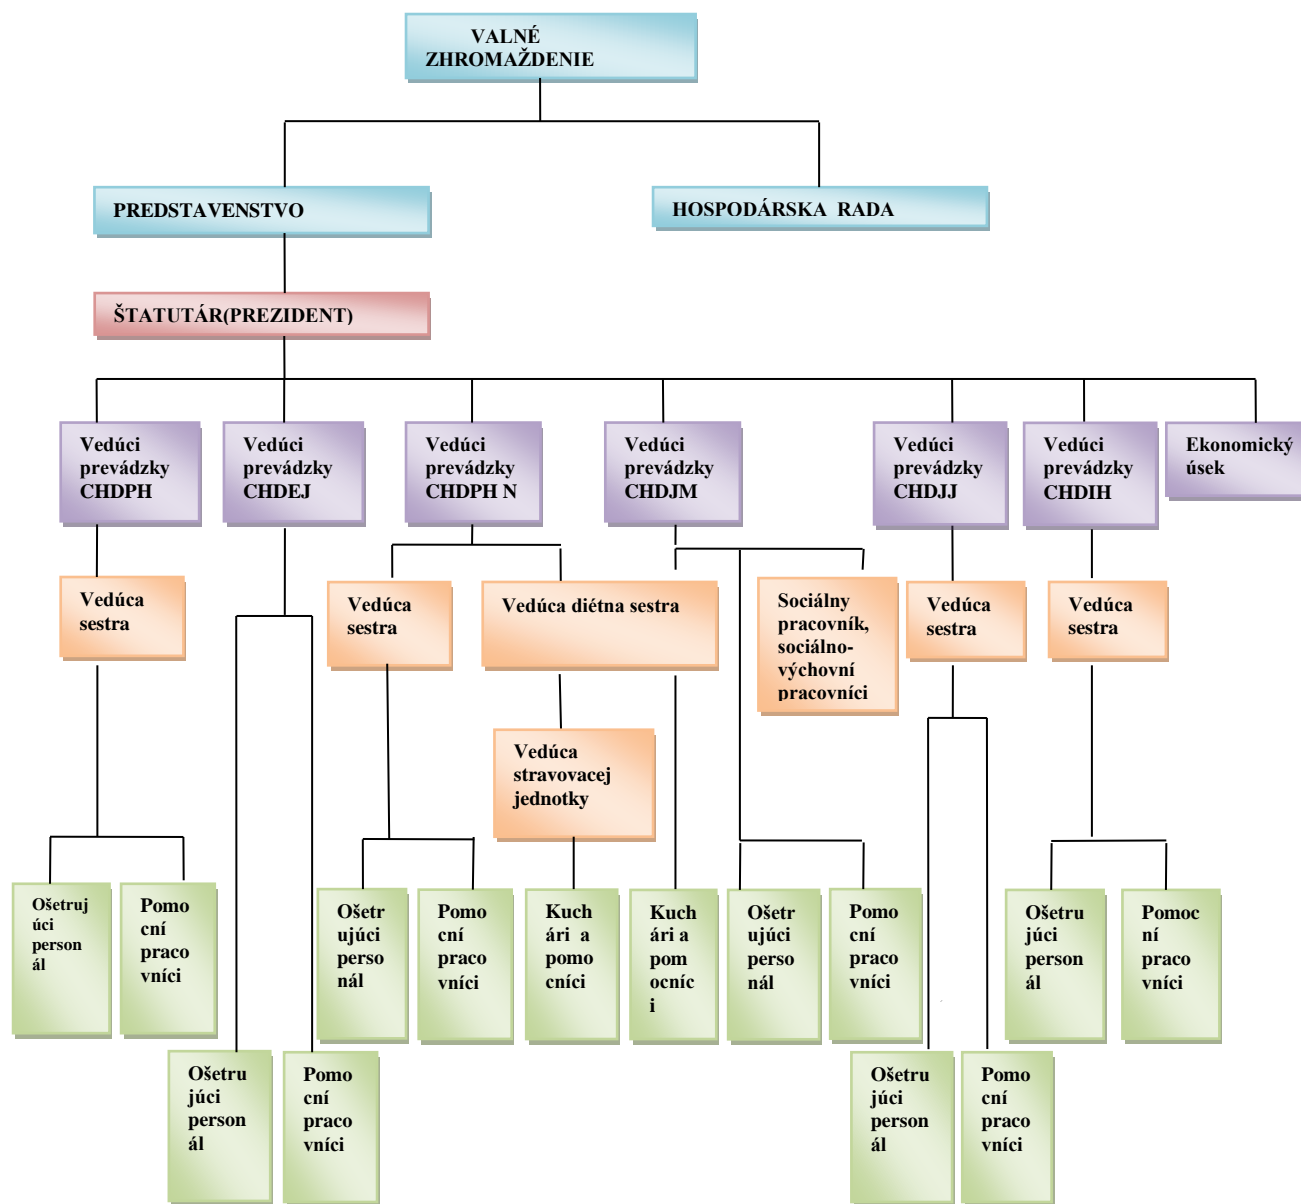 VALNÉ
ZHROMAŽDENIE
PREDSTAVENSTVO
HOSPODÁRSKA RADA
ŠTATUTÁR(PREZIDENT)
Vedúci
prevádzky
CHDPH
Vedúci
prevádzky
CHDEJ
Vedúci
prevádzky
CHDPH N
Vedúci
prevádzky
CHDJM
Vedúci
prevádzky
CHDJJ
Vedúci
prevádzky
CHDIH
Ekonomický
úsek
Vedúca
sestra
Vedúca
sestra
Vedúca diétna sestra
Sociálny
pracovník,
sociálno-
výchovní
pracovníci
Vedúca
sestra
Vedúca
sestra
Vedúca
stravovacej
jednotky
Ošetruj
úci
person
ál
Pomo
cní
praco
vníci
Ošetr
ujúci
perso
nál
Pomo
cní
praco
vníci
Kuch
ári a
pomo
cníci
Kuch
ári a
pom
ocníc
i
Ošetr
ujúci
perso
nál
Pomo
cní
praco
vníci
Ošetru
júci
person
ál
Pomoc
ní
praco
vníci
Ošetru
júci
person
ál
Pomo
cní
praco
vníci
Ošetru
júci
person
ál
Pomo
cní
praco
vníci